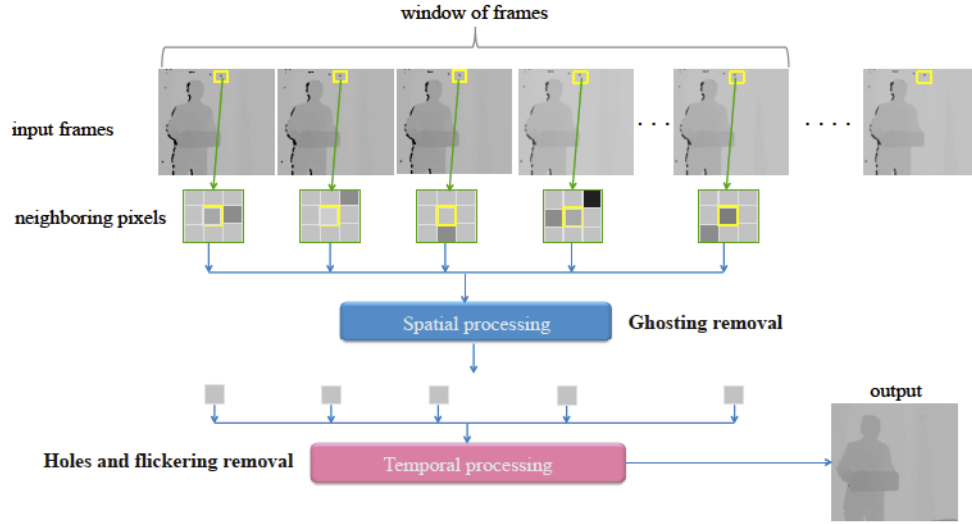 window of frames
input frames
. . . .
. . . .
neighboring pixels
Spatial processing
Ghosting removal
output
Holes and flickering removal
Temporal processing